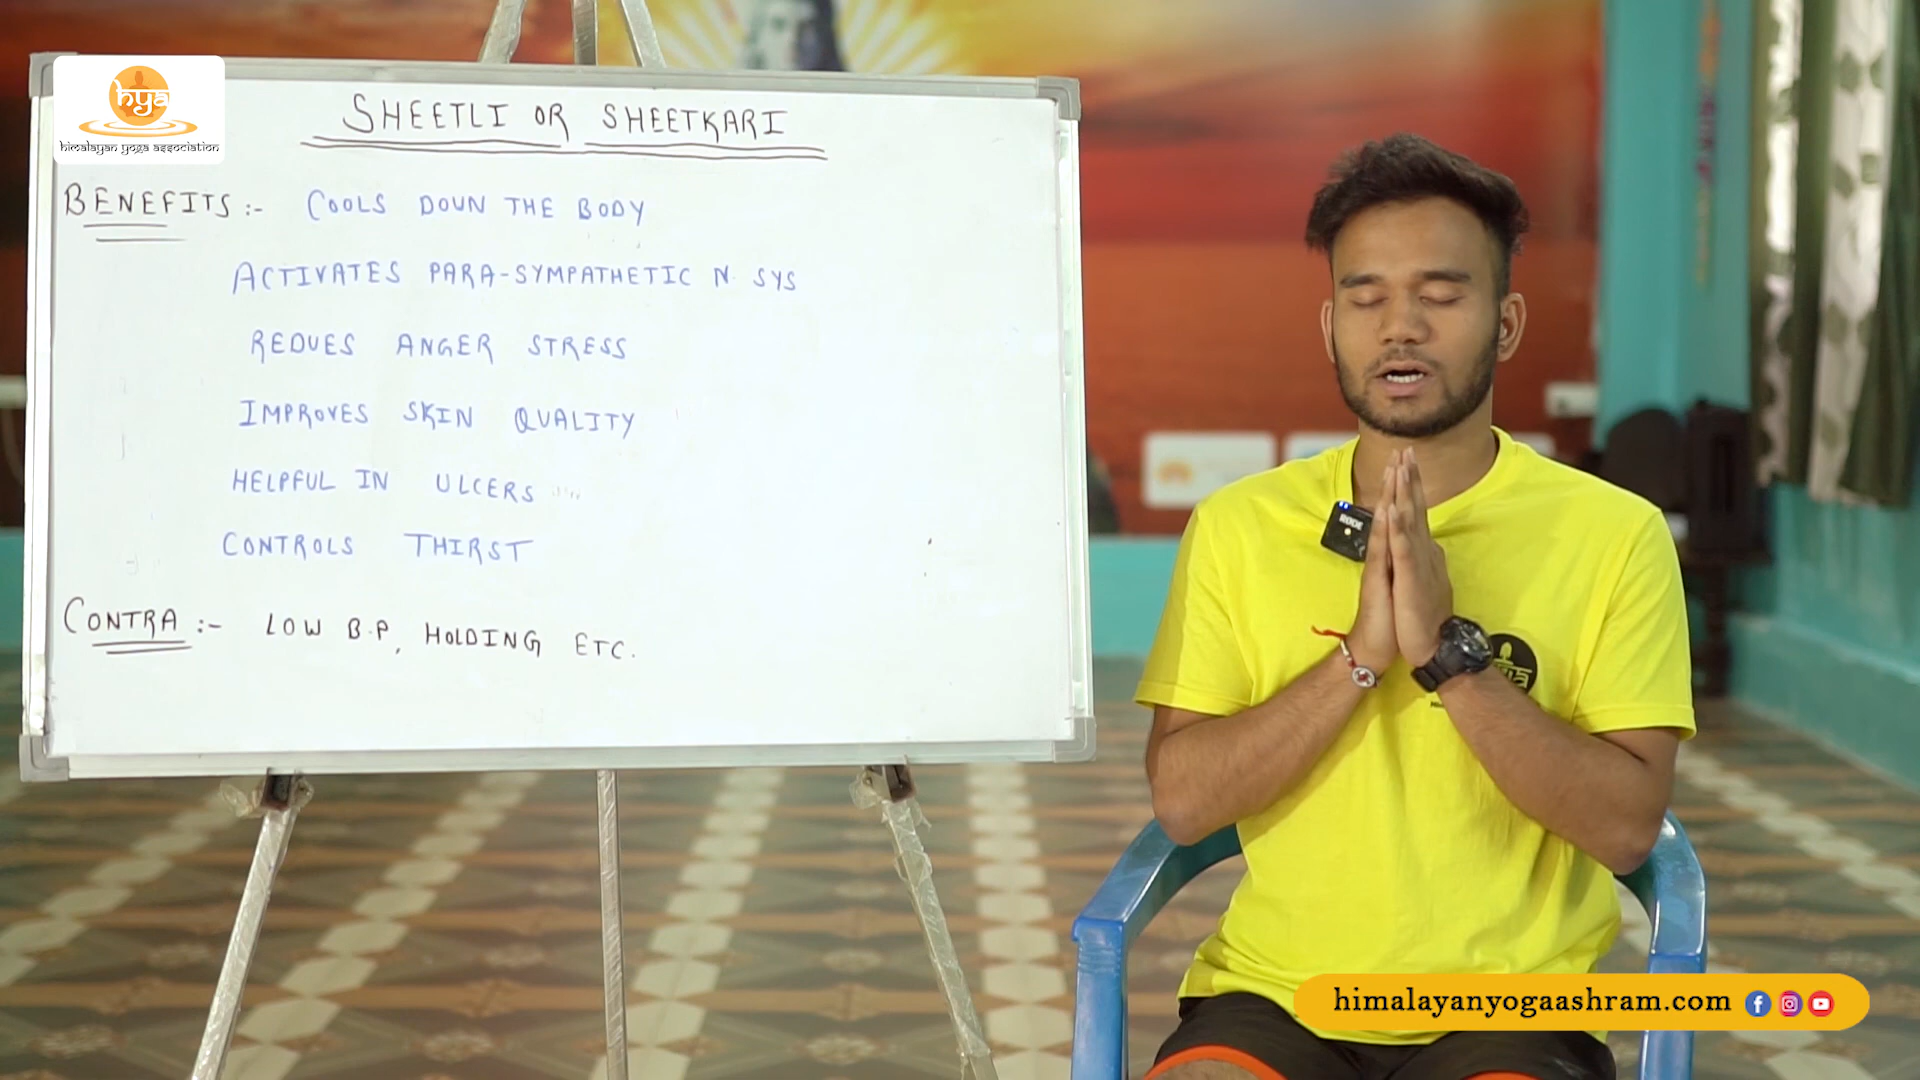 hya
himalayan yoga association
SHEETLI OR SHEETKARI
BENEFITS :- COOLS DOWN THE BODY
ACTIVATES PARA-SYMPATHETIC N. SYS
REDUES ANGER STRESS
IMPROVES SKIN QUALITY
HELPFUL IN ULCERS
CONTROLS THIRST
CONTRA :- LOW B.P, HOLDING ETC.
RODE
himalayanyogaashram.com